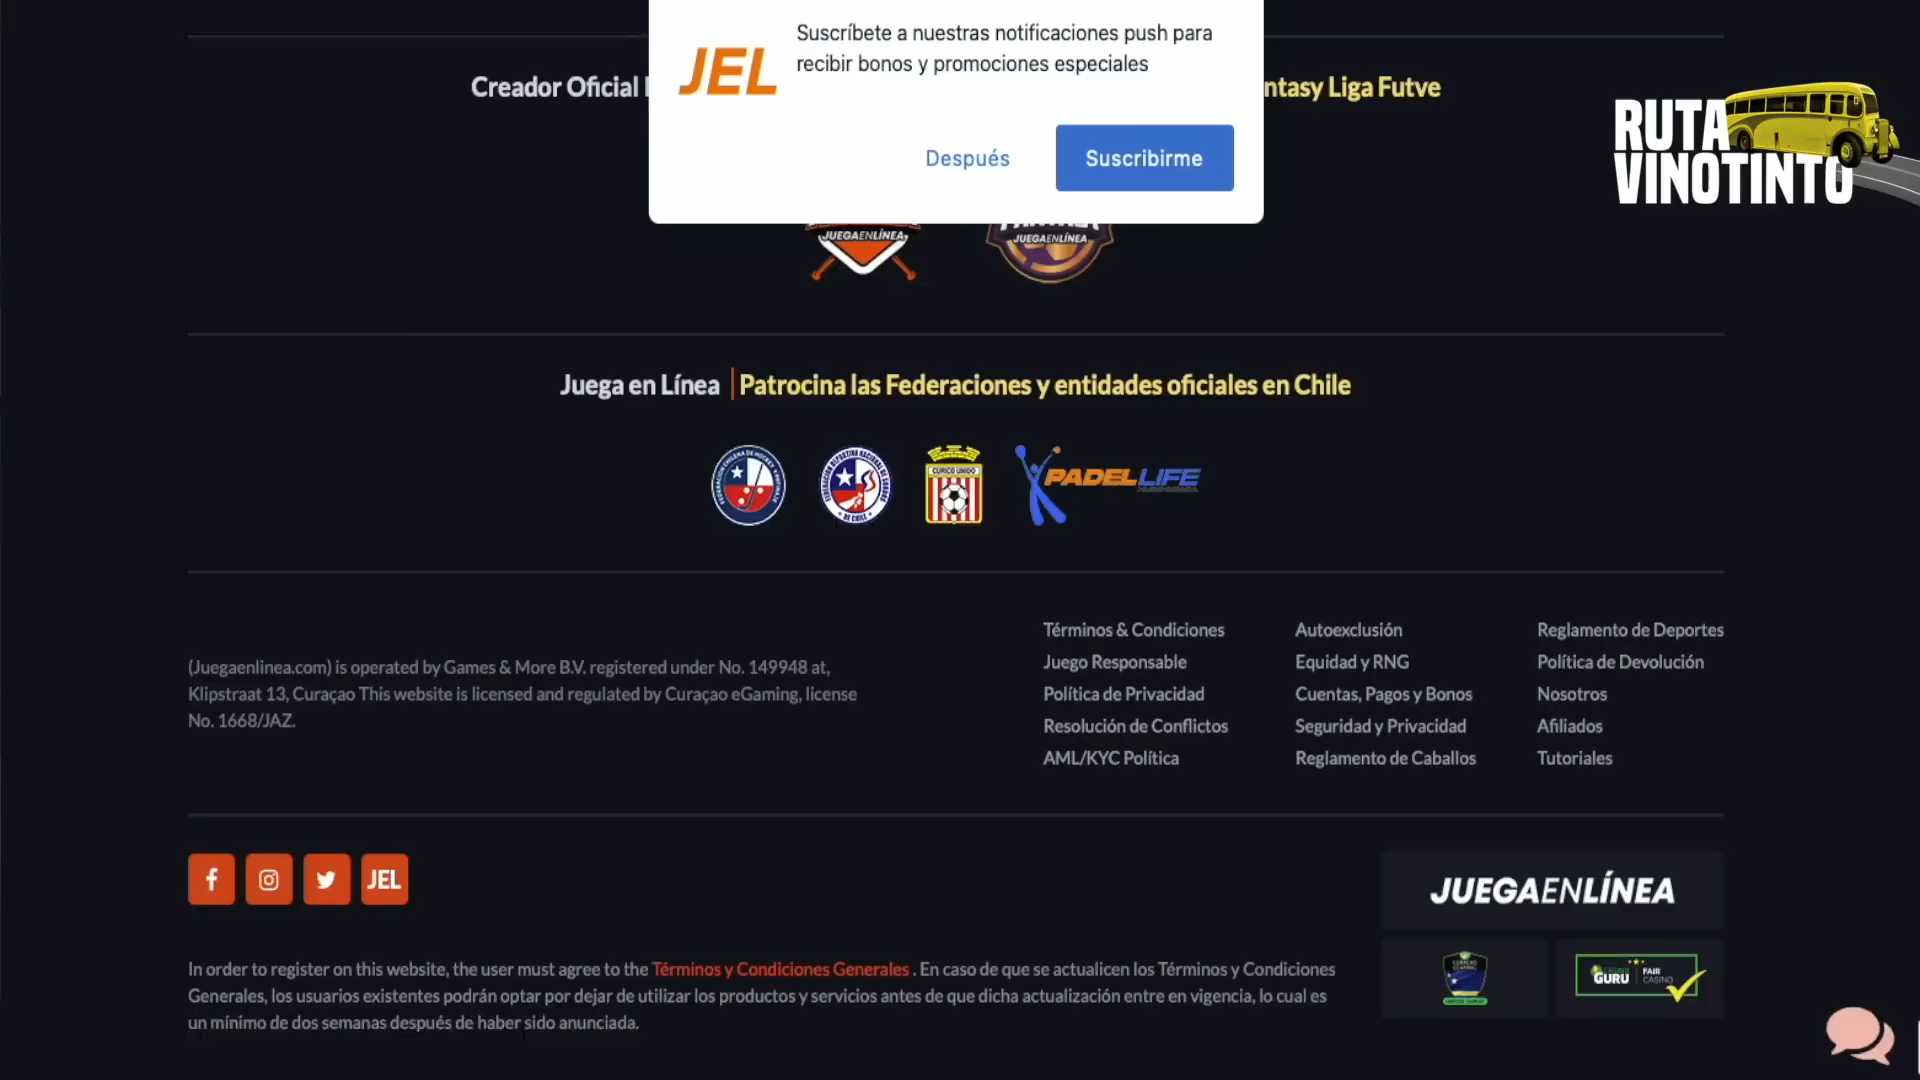 Suscríbete a nuestras notificaciones push para
recibir bonos y promociones especiales
JEL
Después
Suscribirme
Creador Oficial
ntasy Liga Futve
RUTA
VINOTINTO
JUEGAENLÍNEA
JUEGAENLÍNEA
Juega en Línea | Patrocina las Federaciones y entidades oficiales en Chile
CURICO UNIDO
DE CHILE
PADELLIFE
(Juegaenlinea.com) is operated by Games & More B.V. registered under No. 149948 at,
Klipstraat 13, Curaçao This website is licensed and regulated by Curaçao eGaming, license
No. 1668/JAZ.
Términos & Condiciones
Juego Responsable
Política de Privacidad
Resolución de Conflictos
AML/KYC Política
Autoexclusión
Equidad y RNG
Cuentas, Pagos y Bonos
Seguridad y Privacidad
Reglamento de Caballos
Reglamento de Deportes
Política de Devolución
Nosotros
Afiliados
Tutoriales
JEL
JUEGAENLÍNEA
CASINO GURU
FAIR CASINO
In order to register on this website, the user must agree to the Términos y Condiciones Generales . En caso de que se actualicen los Términos y Condiciones
Generales, los usuarios existentes podrán optar por dejar de utilizar los productos y servicios antes de que dicha actualización entre en vigencia, lo cual es
un mínimo de dos semanas después de haber sido anunciada.